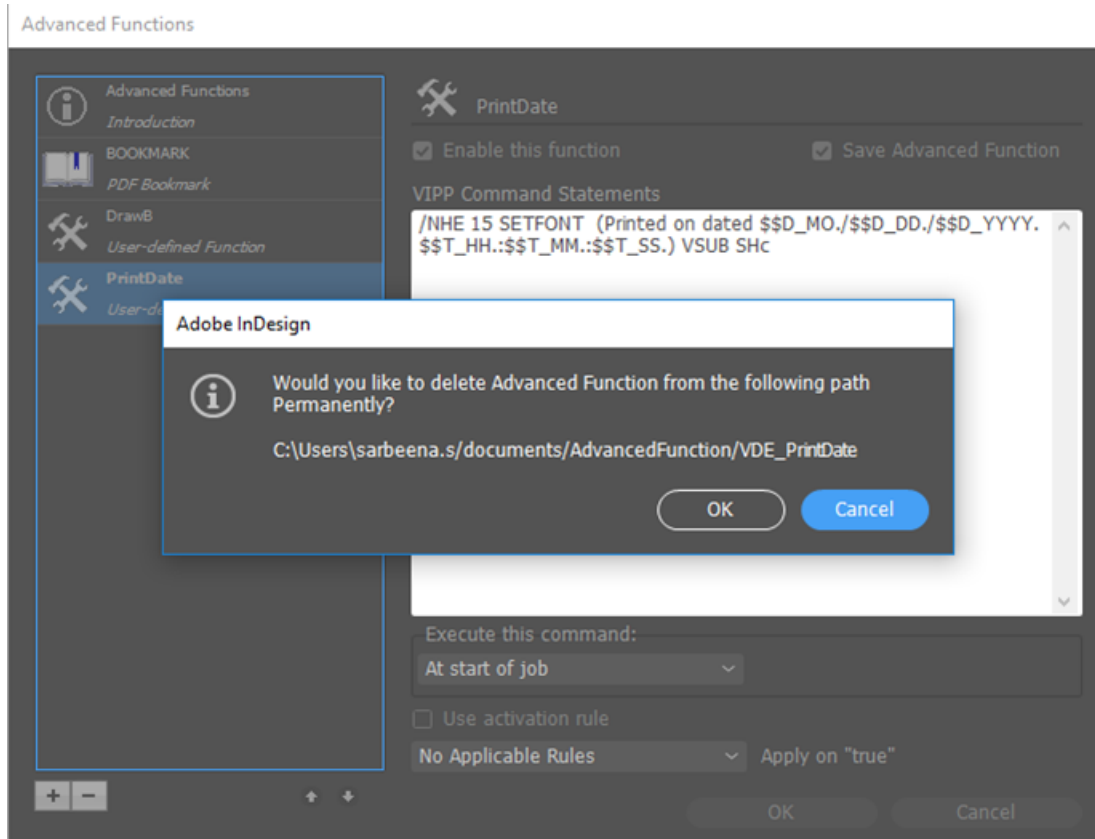 Advanced Functions
Advanced Functions
Introduction
BOOKMARK
PDF Bookmark
DrawB
User-defined Function
PrintDate
User-de
PrintDate
Enable this function
Save Advanced Function
VIPP Command Statements
/NHE 15 SETFONT (Printed on dated $$D_MO./$$D_DD./$$D_YYYY.
$$T_HH.:$$T_MM.:$$T_SS.) VSUB SHc
Adobe InDesign
Would you like to delete Advanced Function from the following path
Permanently?
C:\Users\sarbeena.s/documents/AdvancedFunction/VDE_PrintDate
OK
Cancel
Execute this command:
At start of job
Use activation rule
No Applicable Rules
Apply on "true"
+ -
OK
Cancel